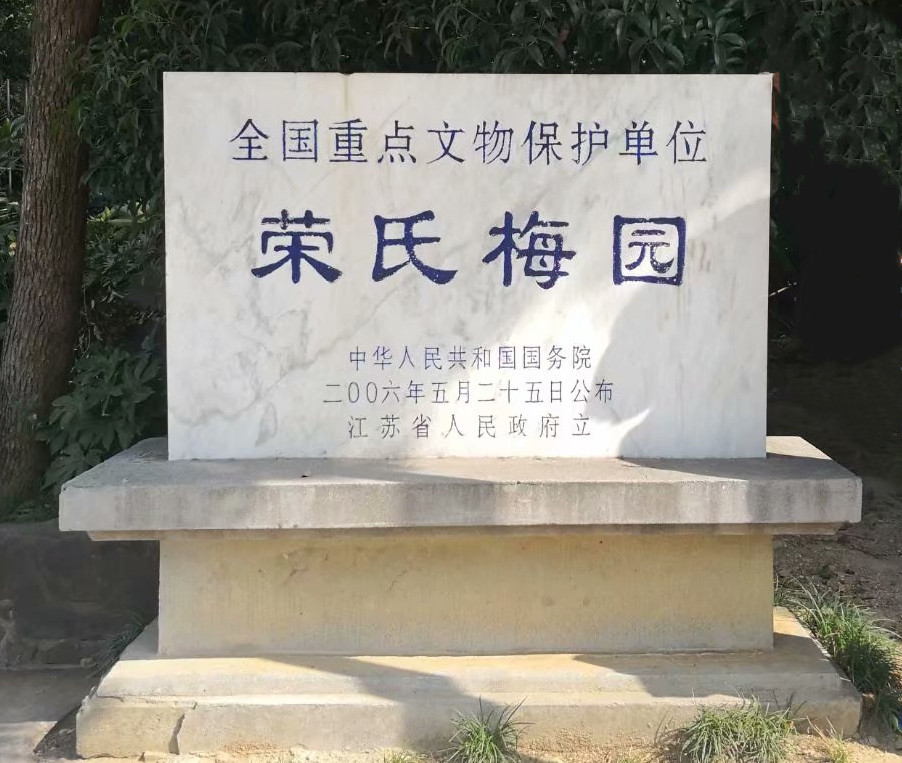 全国重点文物保护单位
荣氏梅园
中华人民共和国国务院
二〇〇六年五月二十五日公布
江苏省人民政府立